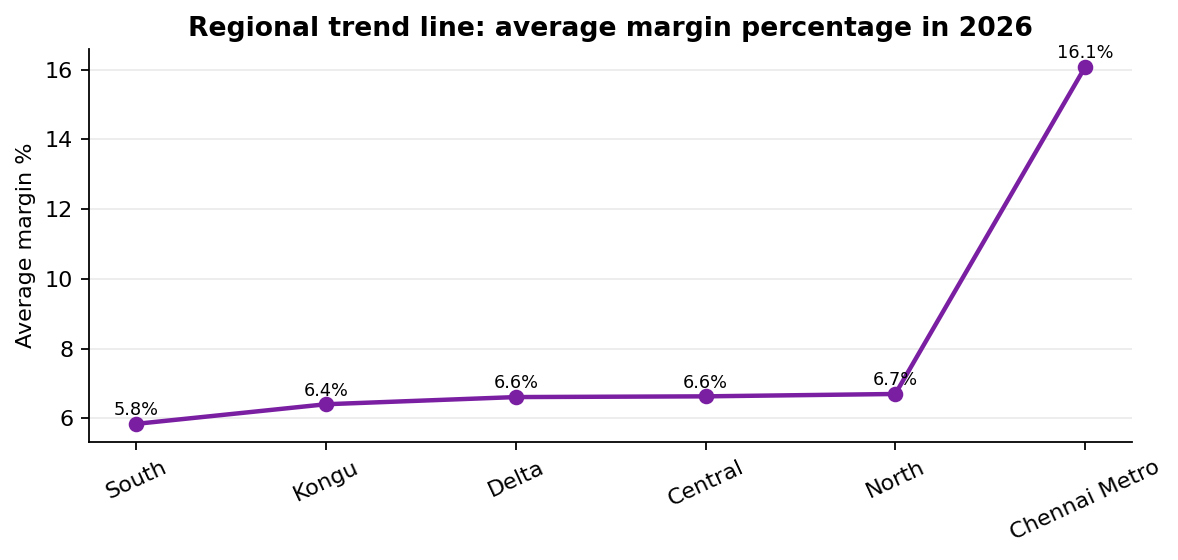 Regional trend line: average margin percentage in 2026
Average margin %
16
14
12
10
8
6
5.8%
6.4%
6.6%
6.6%
6.7%
16.1%
South
Kongu
Delta
Central
North
Chennai Metro